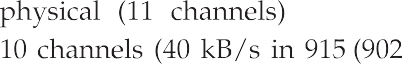 physical (11 channels)
10 channels (40 kB/s in 915 (902